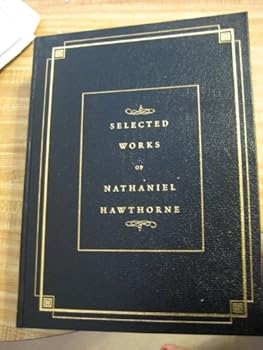 SELECTED
WORKS
OF
NATHANIEL
HAWTHORNE